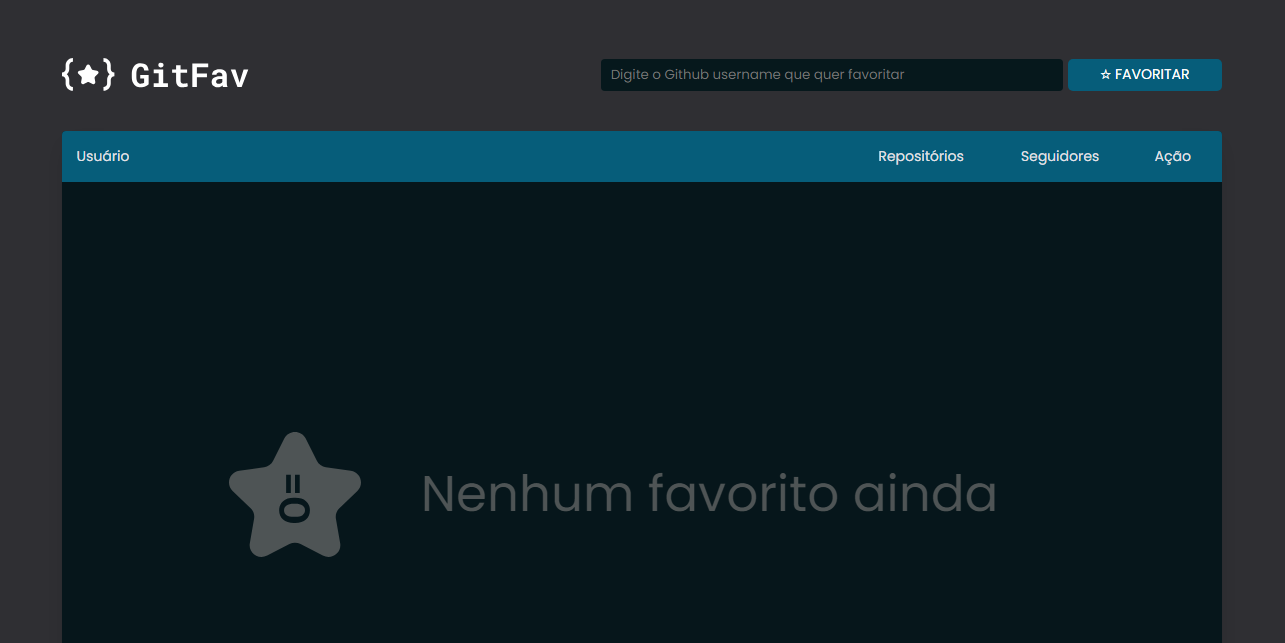 {★} GitFav
Digite o Github username que quer favoritar
☆ FAVORITAR
Usuário Repositórios Seguidores Ação
Nenhum favorito ainda